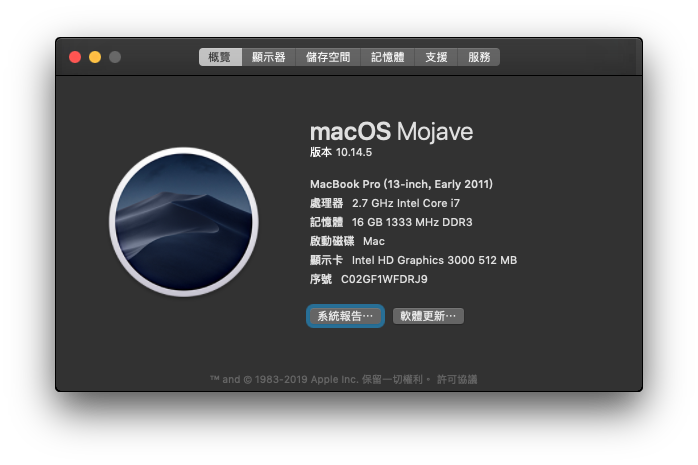 概覽 顯示器 儲存空間 記憶體 支援 服務
macOS Mojave
版本 10.14.5
MacBook Pro (13-inch, Early 2011)
處理器 2.7 GHz Intel Core i7
記憶體 16 GB 1333 MHz DDR3
啟動磁碟 Mac
顯示卡 Intel HD Graphics 3000 512 MB
序號 C02GF1WFDRJ9
系統報告⋯ 軟體更新⋯
™ and © 1983-2019 Apple Inc. 保留一切權利。 許可協議